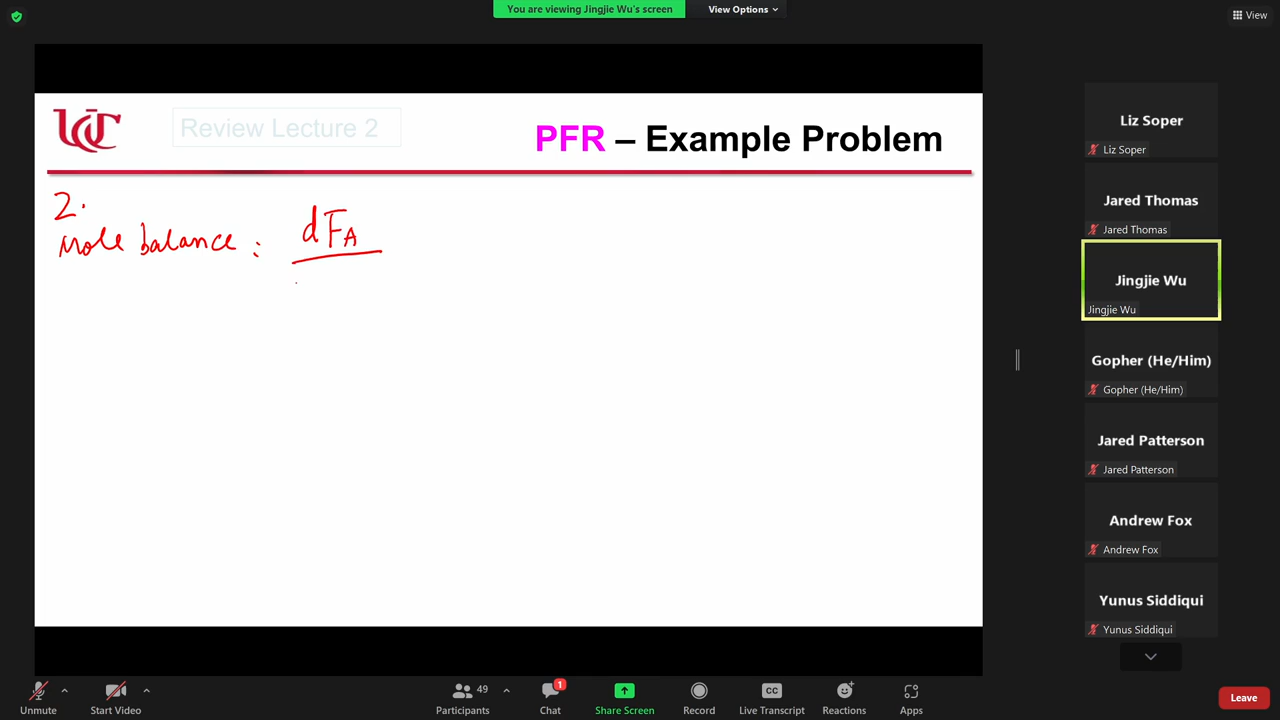 You are viewing Jingjie Wu's screen
View Options
View
Review Lecture 2
PFR – Example Problem
2.
Mole balance :
dFA
Liz Soper
Liz Soper
Jared Thomas
Jared Thomas
Jingjie Wu
Jingjie Wu
Gopher (He/Him)
Gopher (He/Him)
Jared Patterson
Jared Patterson
Andrew Fox
Andrew Fox
Yunus Siddiqui
Yunus Siddiqui
Unmute
Start Video
49
Participants
1
Chat
Share Screen
Record
CC
Live Transcript
Reactions
Apps
Leave